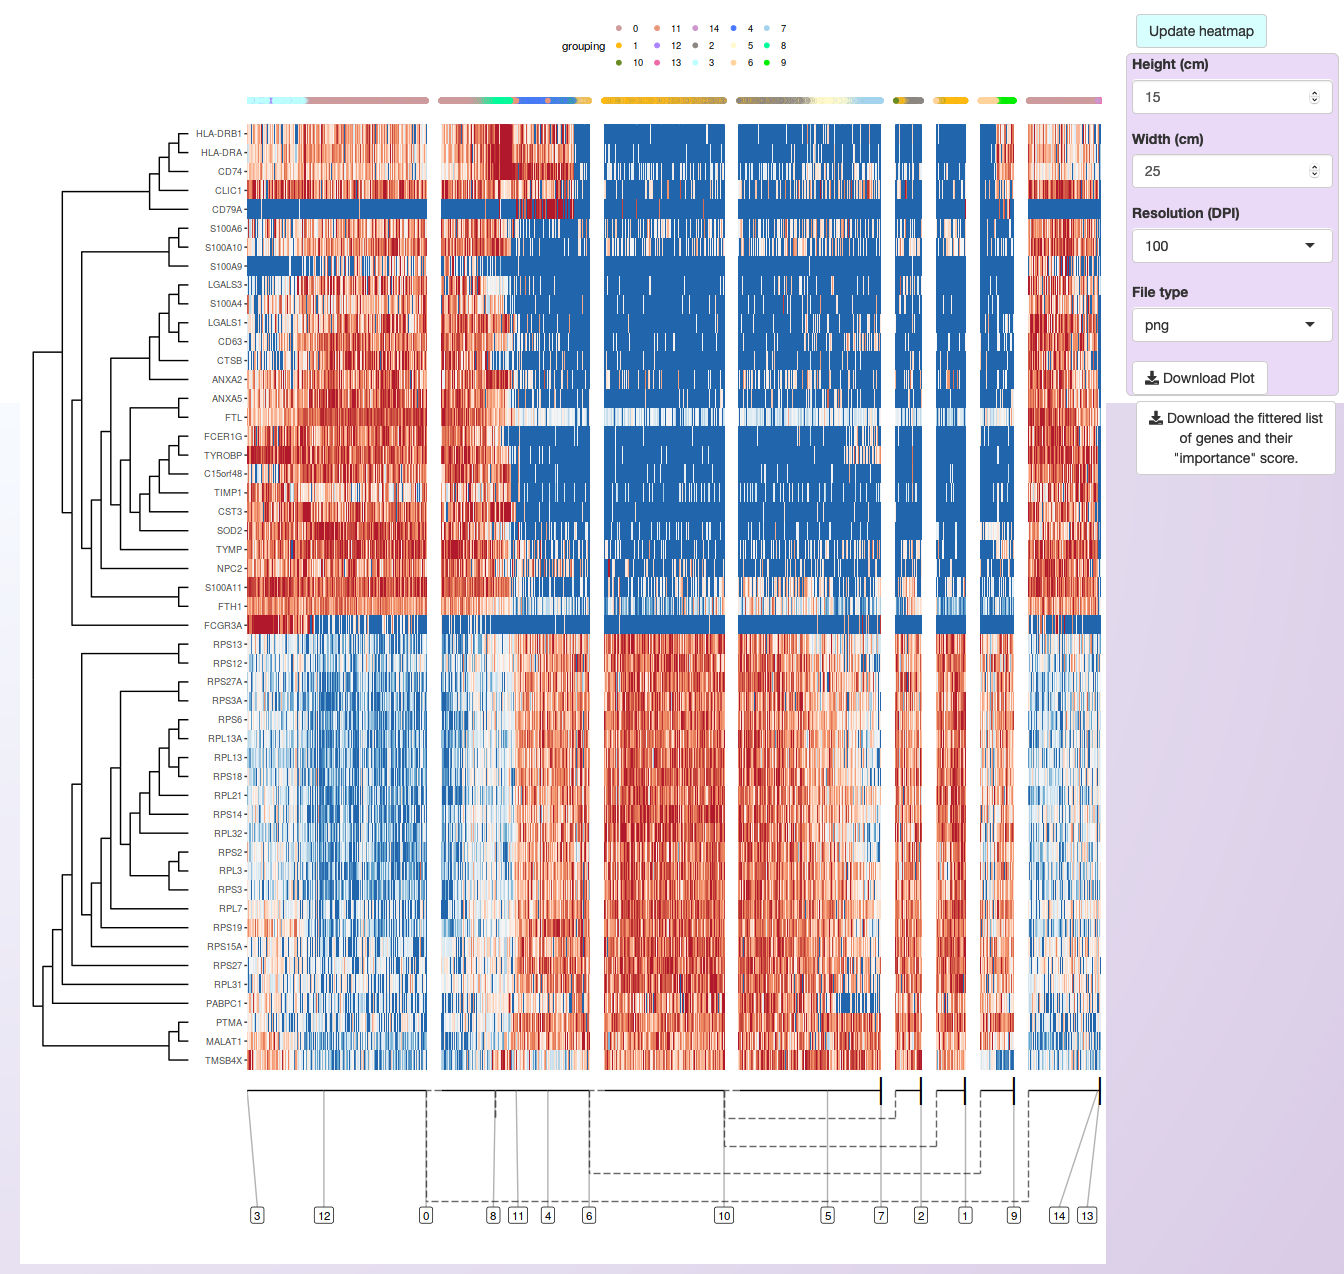 grouping
0 11 14 4 7
1 12 2 5 8
10 13 3 6 9
HLA-DRB1
HLA-DRA
CD74
CLIC1
CD79A
S100A6
S100A10
S100A9
LGALS3
S100A4
LGALS1
CD63
CTSB
ANXA2
ANXA5
FTL
FCER1G
TYROBP
C15orf48
TIMP1
CST3
SOD2
TYMP
NPC2
S100A11
FTH1
FCGR3A
RPS13
RPS12
RPS27A
RPS3A
RPS6
RPL13A
RPL13
RPS18
RPL21
RPS14
RPL32
RPS2
RPL3
RPS3
RPL7
RPS19
RPS15A
RPS27
RPL31
PABPC1
PTMA
MALAT1
TMSB4X
3 12 0 8 11 4 6 10 5 7 2 1 9 14 13
Update heatmap
Height (cm)
15
Width (cm)
25
Resolution (DPI)
100
File type
png
Download Plot
Download the fittered list
of genes and their
"importance" score.